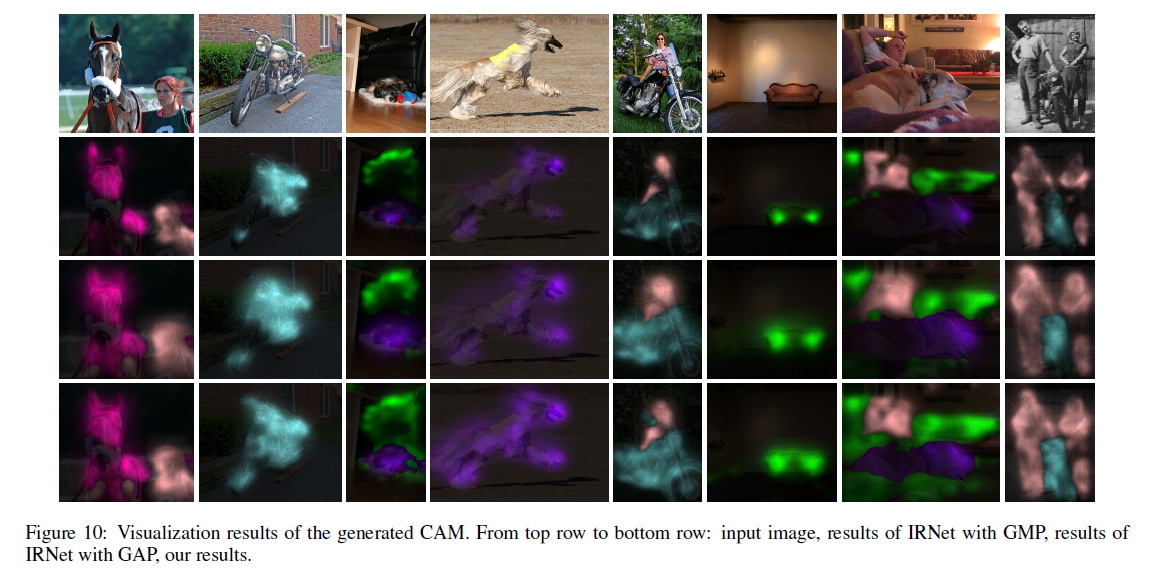 Figure 10: Visualization results of the generated CAM. From top row to bottom row: input image, results of IRNet with GMP, results of
IRNet with GAP, our results.